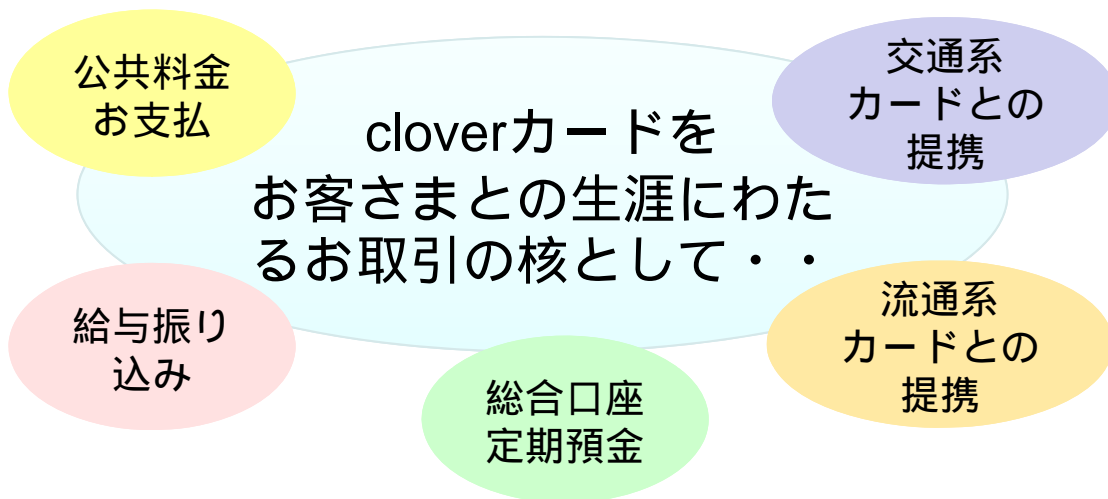 公共料金
お支払
交通系
カードとの
提携
cloverカードを
お客さまとの生涯にわた
るお取引の核として・・
給与振り
込み
流通系
カードとの
提携
総合口座
定期預金